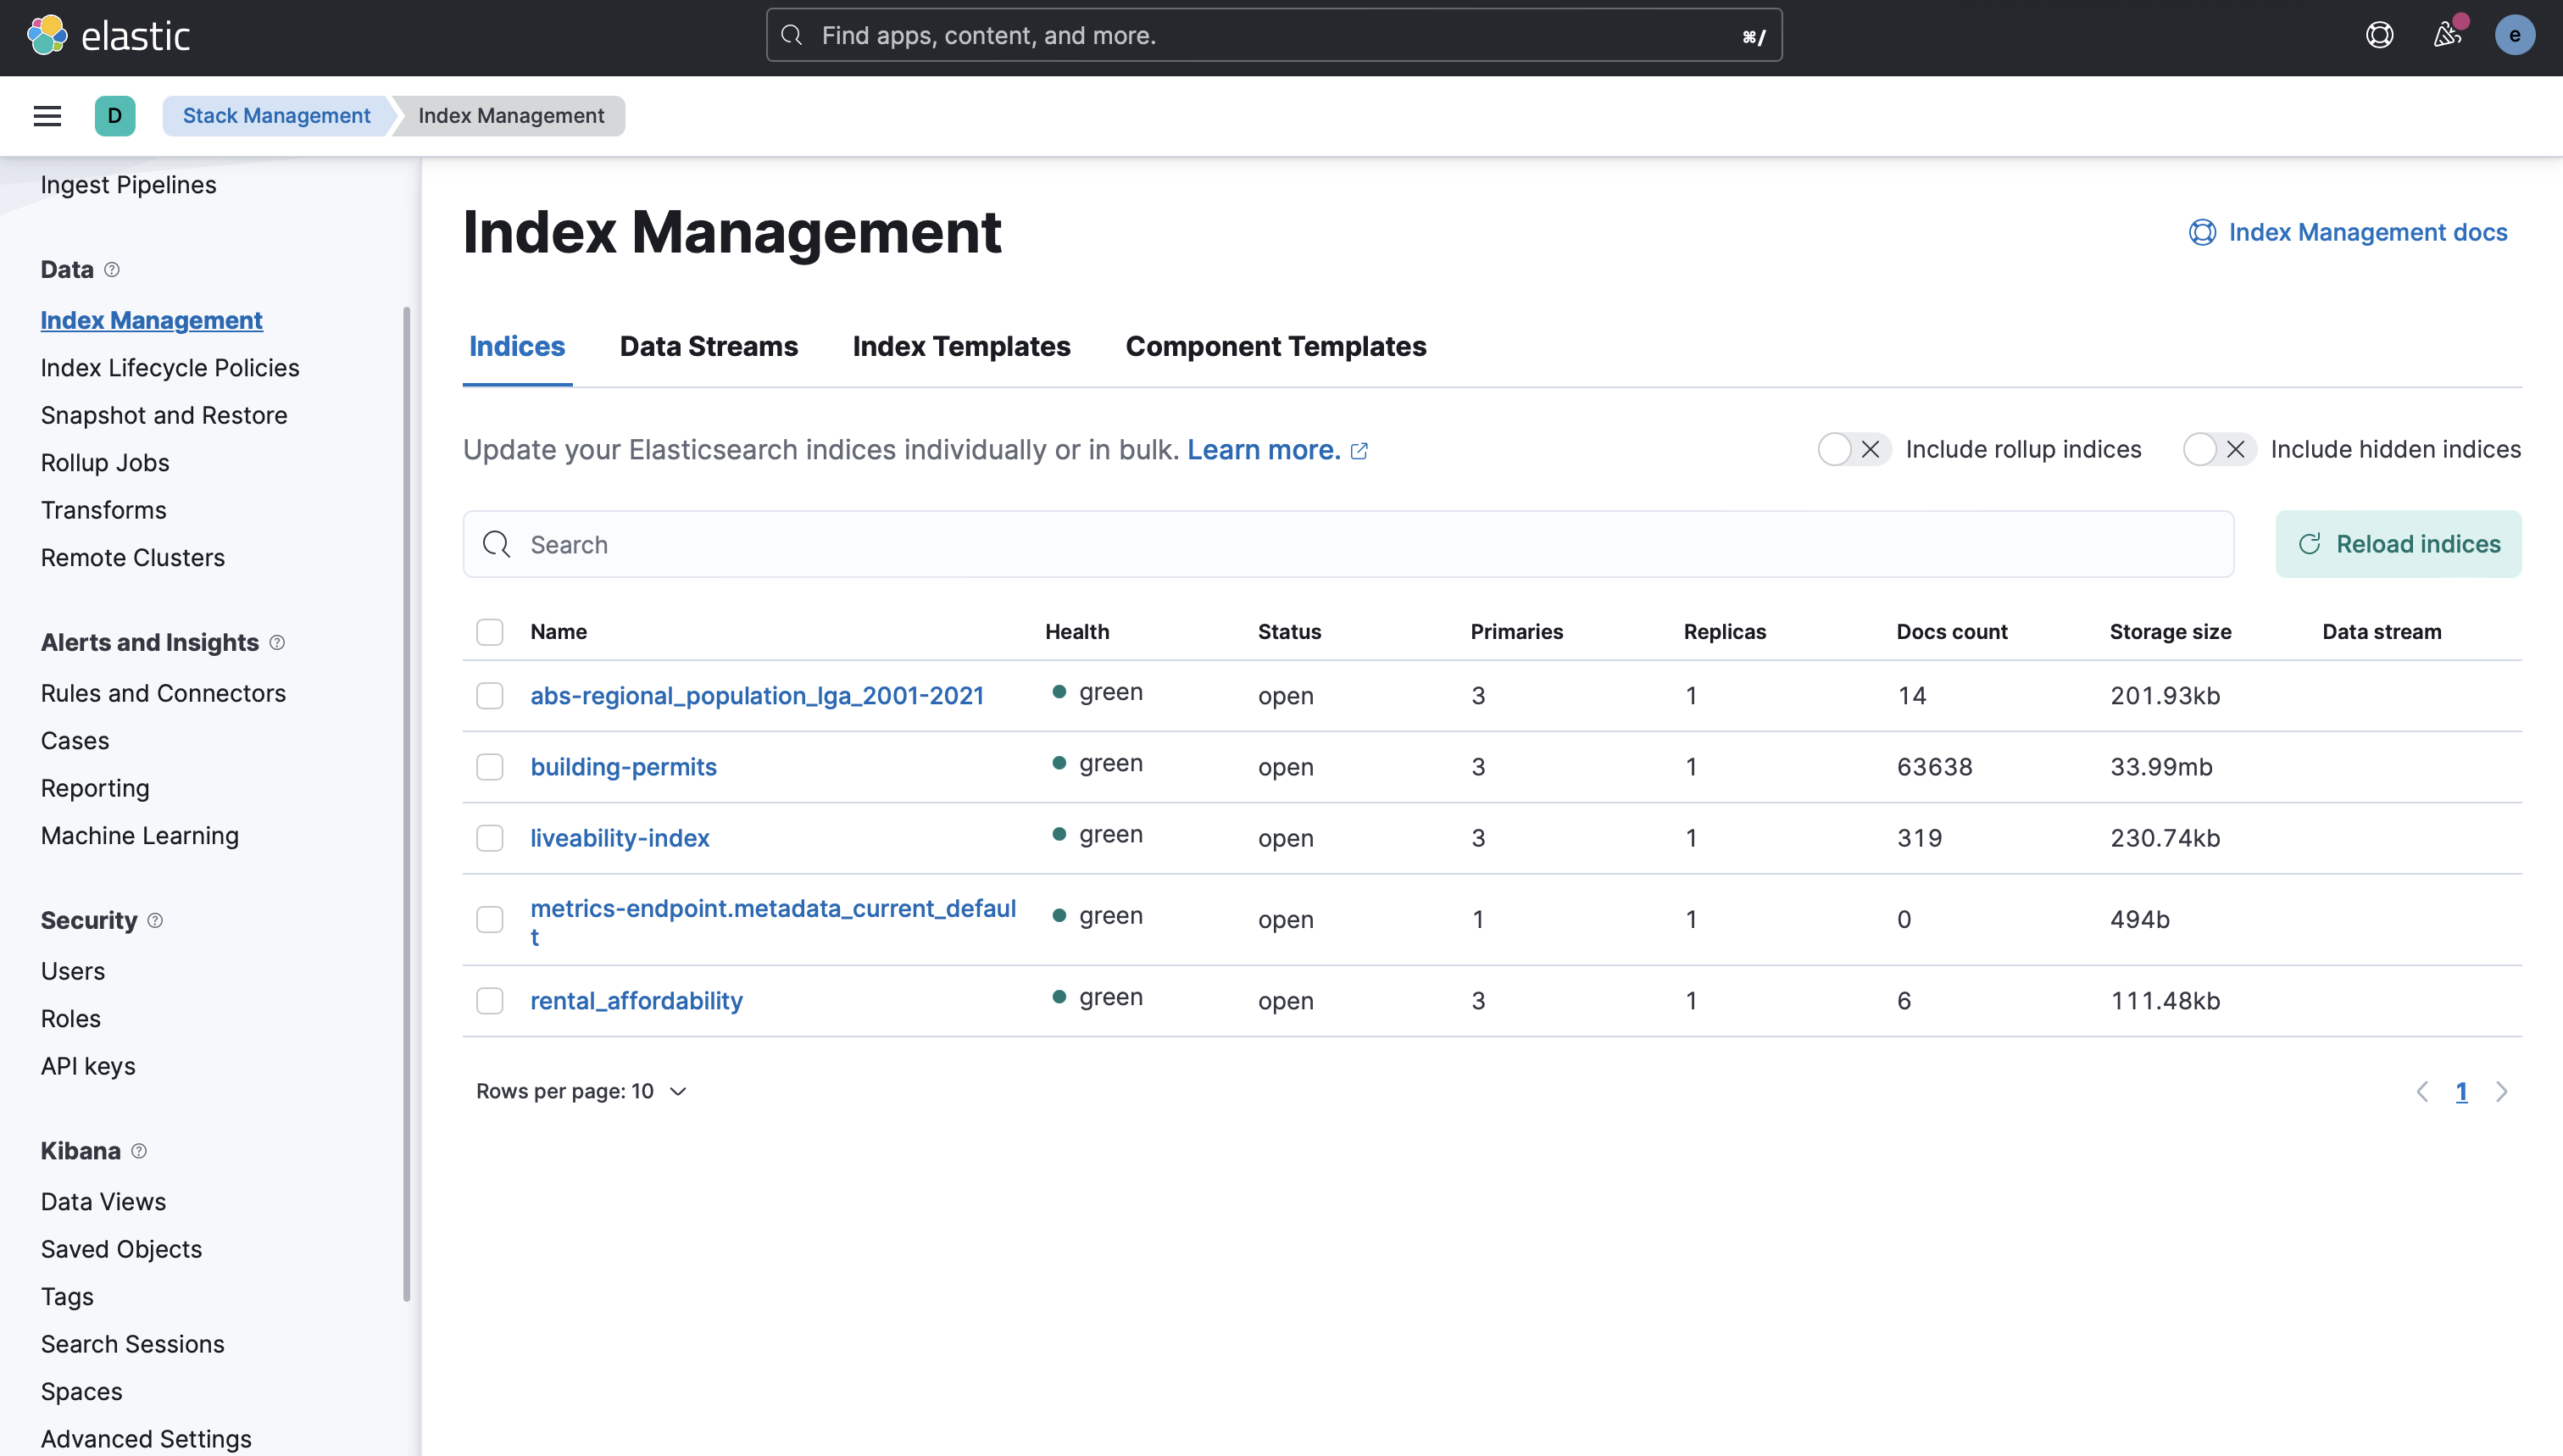 elastic
Find apps, content, and more.
⌘/
e
D
Stack Management
Index Management
Ingest Pipelines
Data
Index Management
Index Lifecycle Policies
Snapshot and Restore
Rollup Jobs
Transforms
Remote Clusters
Alerts and Insights
Rules and Connectors
Cases
Reporting
Machine Learning
Security
Users
Roles
API keys
Kibana
Data Views
Saved Objects
Tags
Search Sessions
Spaces
Advanced Settings
Index Management
Index Management docs
Indices Data Streams Index Templates Component Templates
Update your Elasticsearch indices individually or in bulk. Learn more.
Include rollup indices
Include hidden indices
Search
Reload indices
Name Health Status Primaries Replicas Docs count Storage size Data stream
abs-regional_population_lga_2001-2021 green open 3 1 14 201.93kb
building-permits green open 3 1 63638 33.99mb
liveability-index green open 3 1 319 230.74kb
metrics-endpoint.metadata_current_defaul
t green open 1 1 0 494b
rental_affordability green open 3 1 6 111.48kb
Rows per page: 10
1